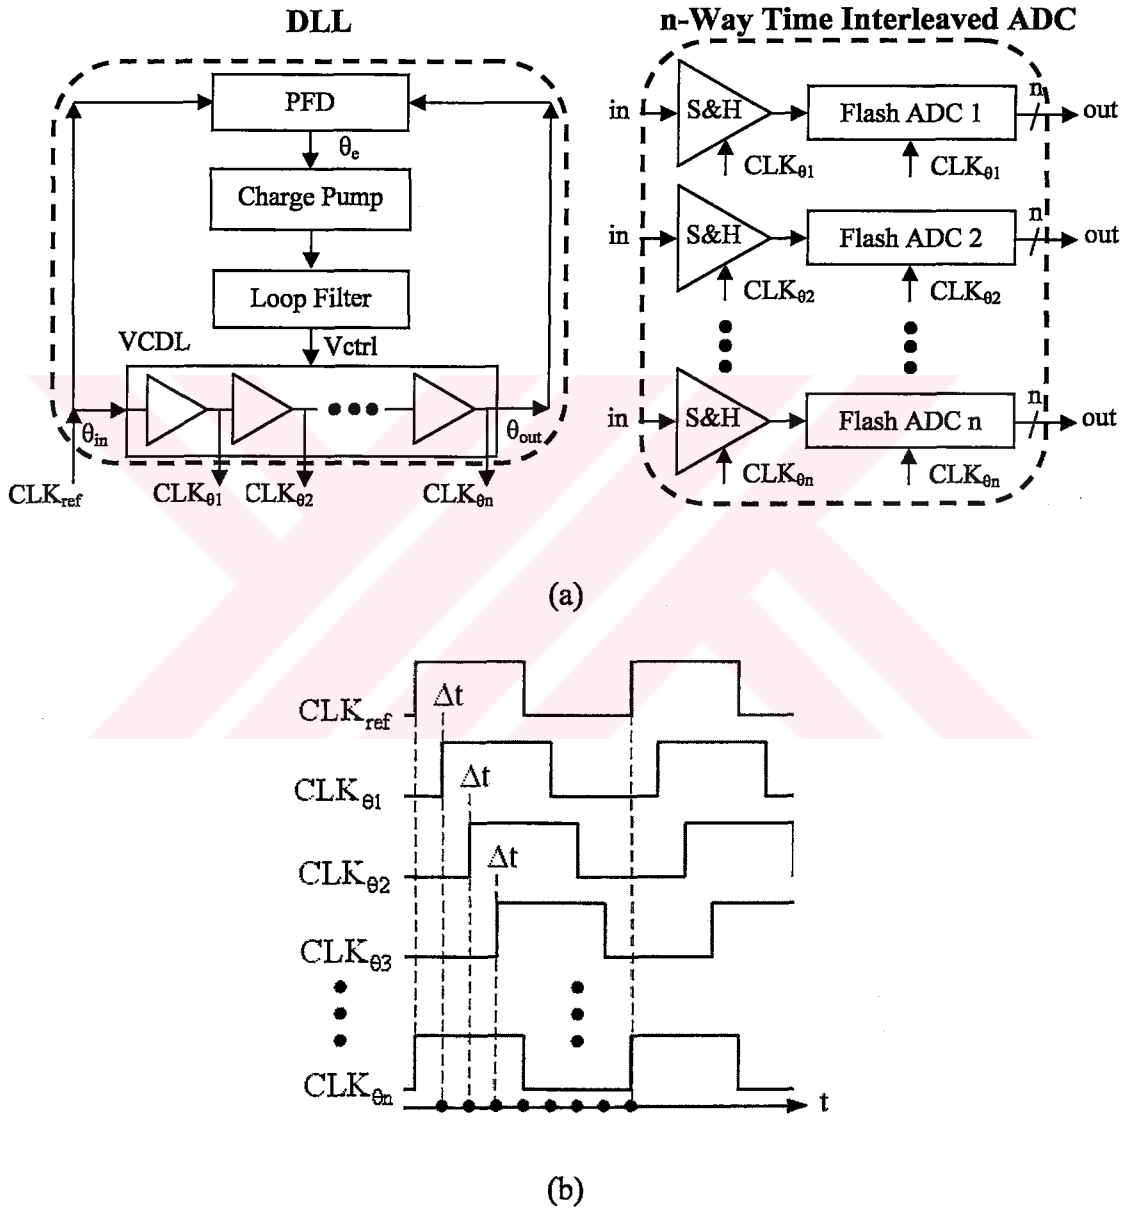 DLL
n-Way Time Interleaved ADC
PFD
θe
Charge Pump
Loop Filter
VCDL
Vctrl
θin
θout
CLKref
CLKθ1
CLKθ2
CLKθn
in
S&H
Flash ADC 1
n
out
CLKθ1
CLKθ1
in
S&H
Flash ADC 2
n
out
CLKθ2
CLKθ2
in
S&H
Flash ADC n
n
out
CLKθn
CLKθn
(a)
CLKref
Δt
CLKθ1
Δt
CLKθ2
Δt
CLKθ3
CLKθn
t
(b)